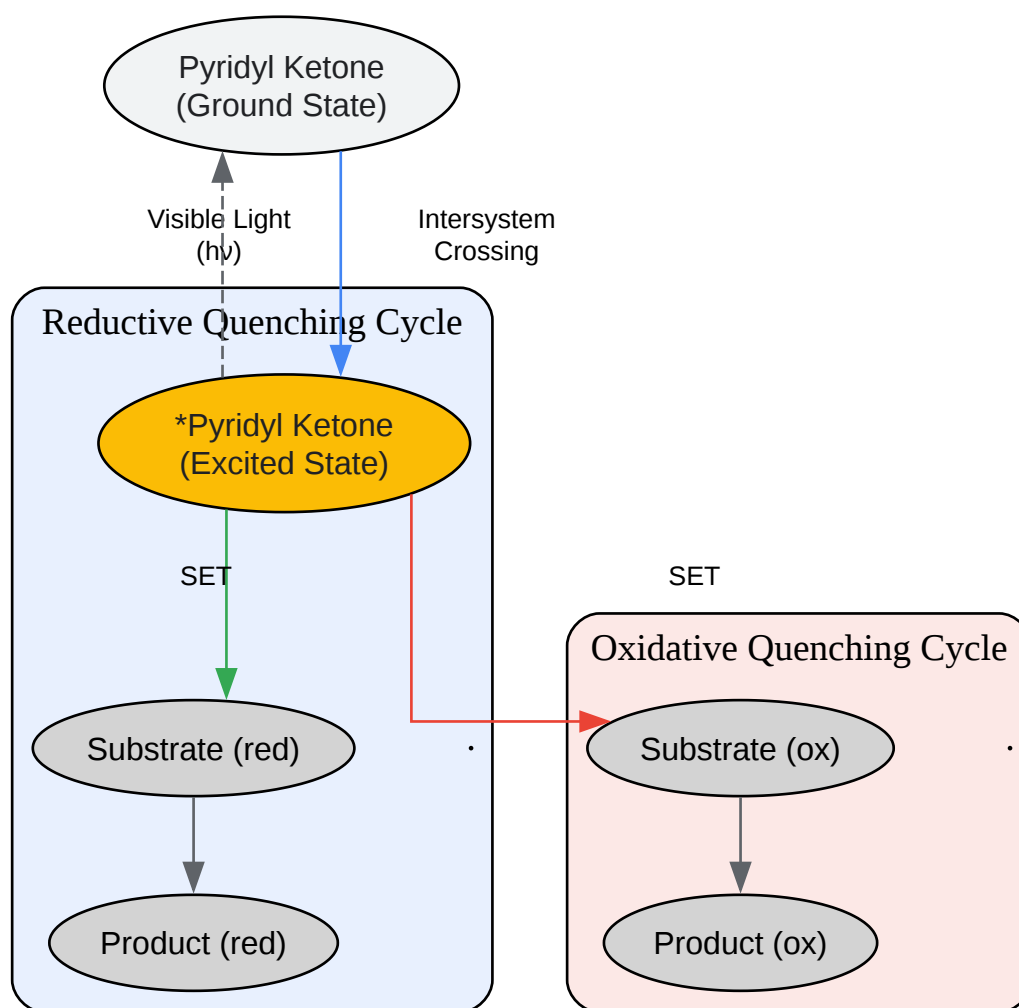 Pyridyl Ketone
(Ground State)
Visible Light
(hν)
Intersystem
Crossing
Reductive Quenching Cycle
*Pyridyl Ketone
(Excited State)
SET
SET
Oxidative Quenching Cycle
Substrate (red)
.
Substrate (ox)
.
Product (red)
Product (ox)